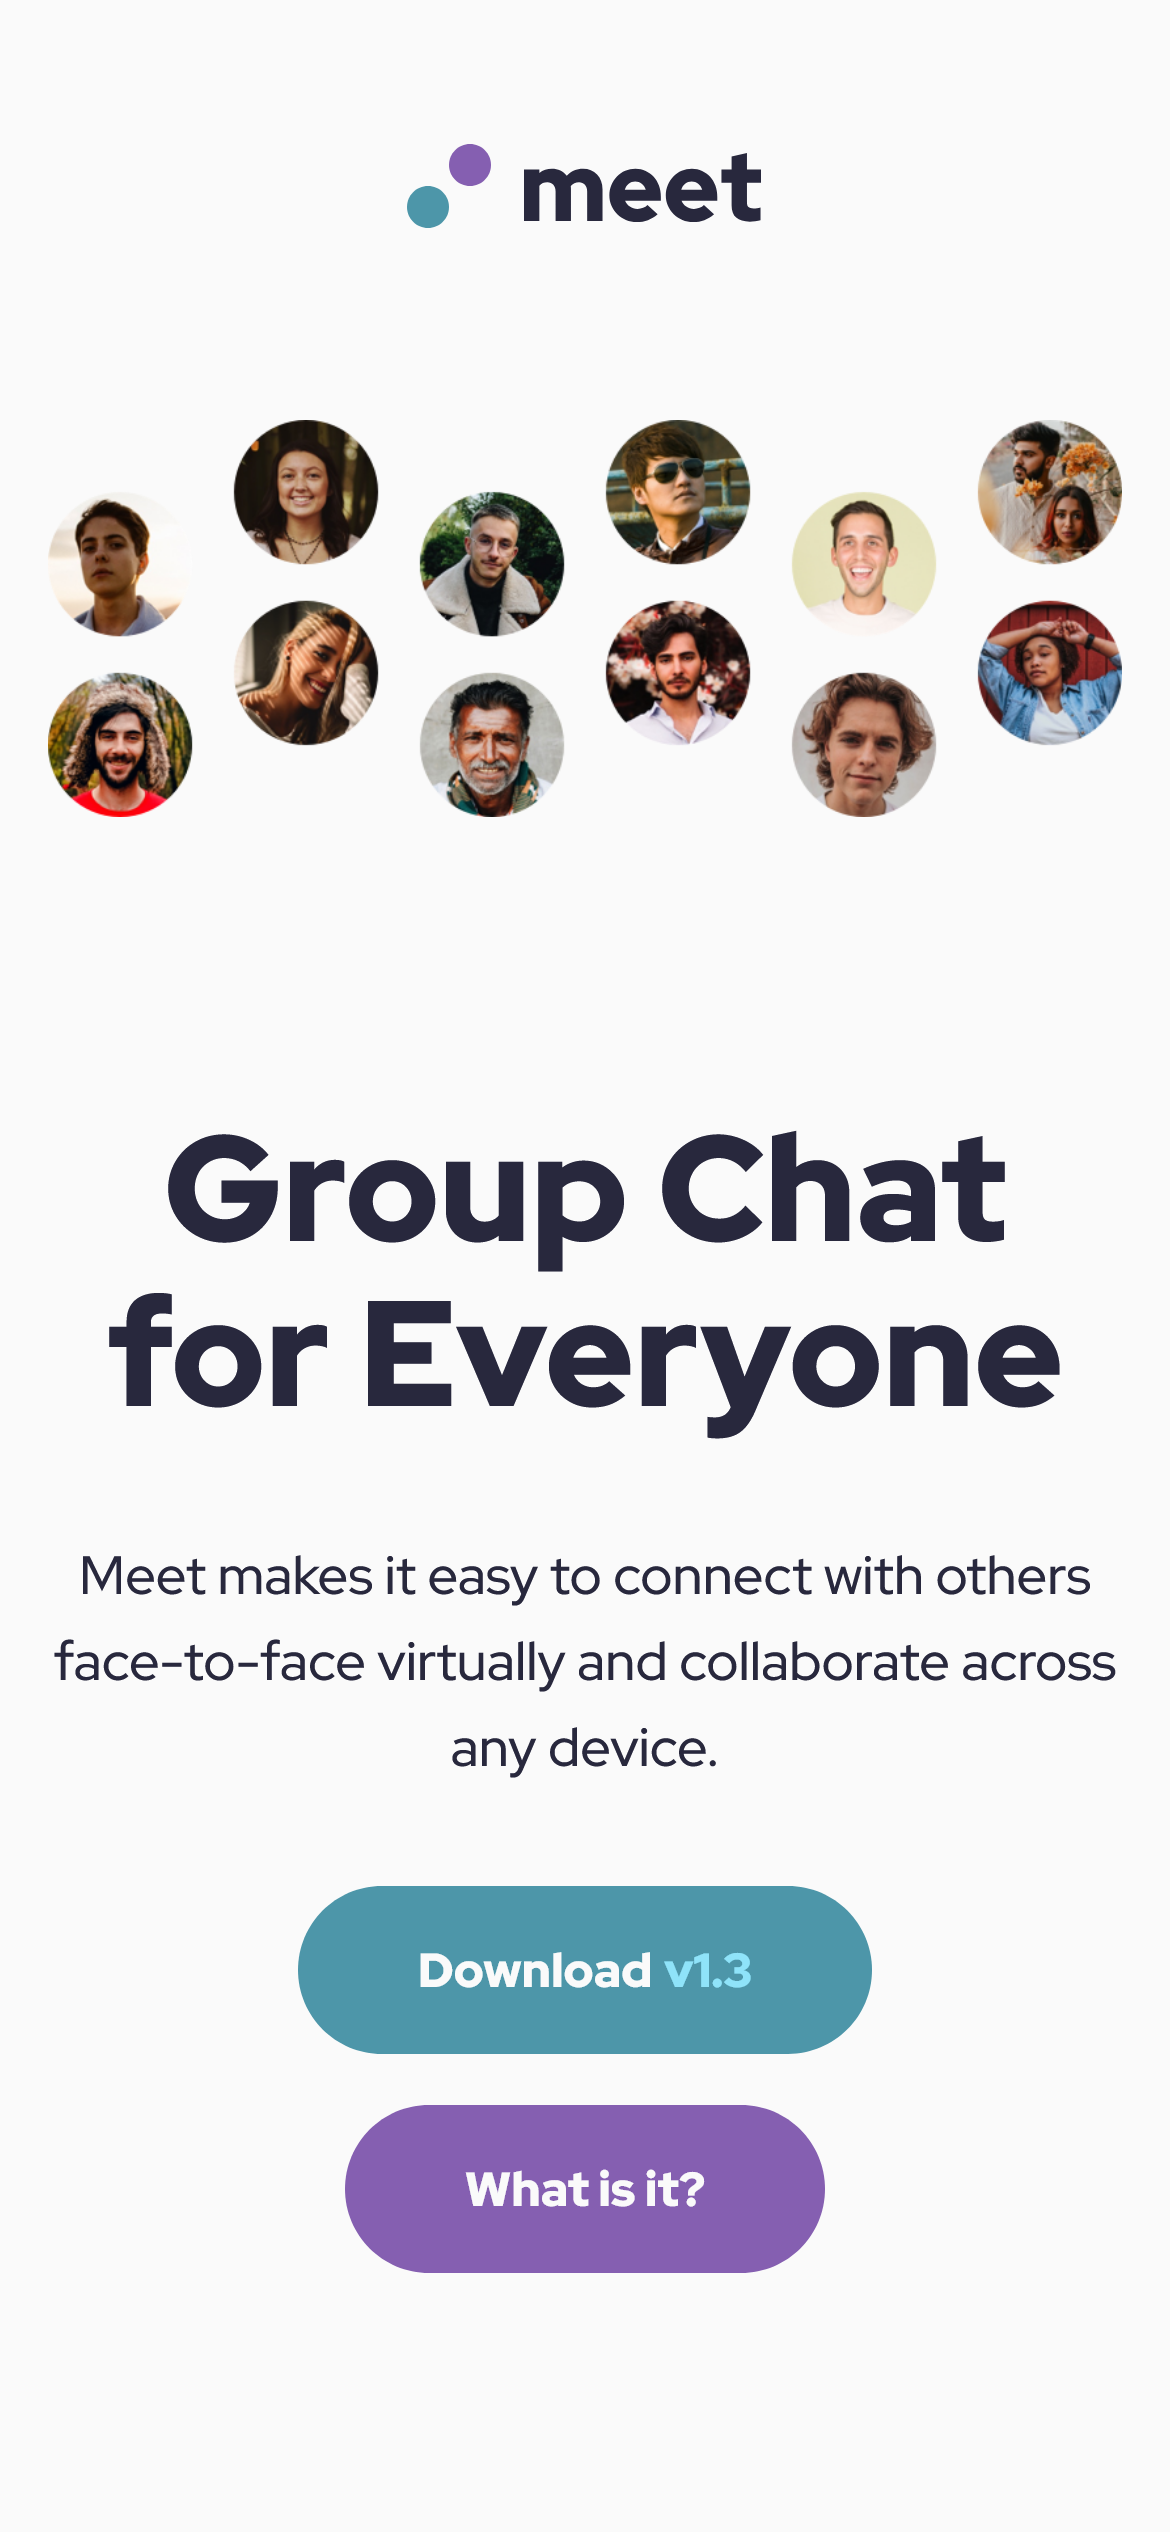 meet
Group Chat
for Everyone
Meet makes it easy to connect with others
face-to-face virtually and collaborate across
any device.
Download v1.3
What is it?